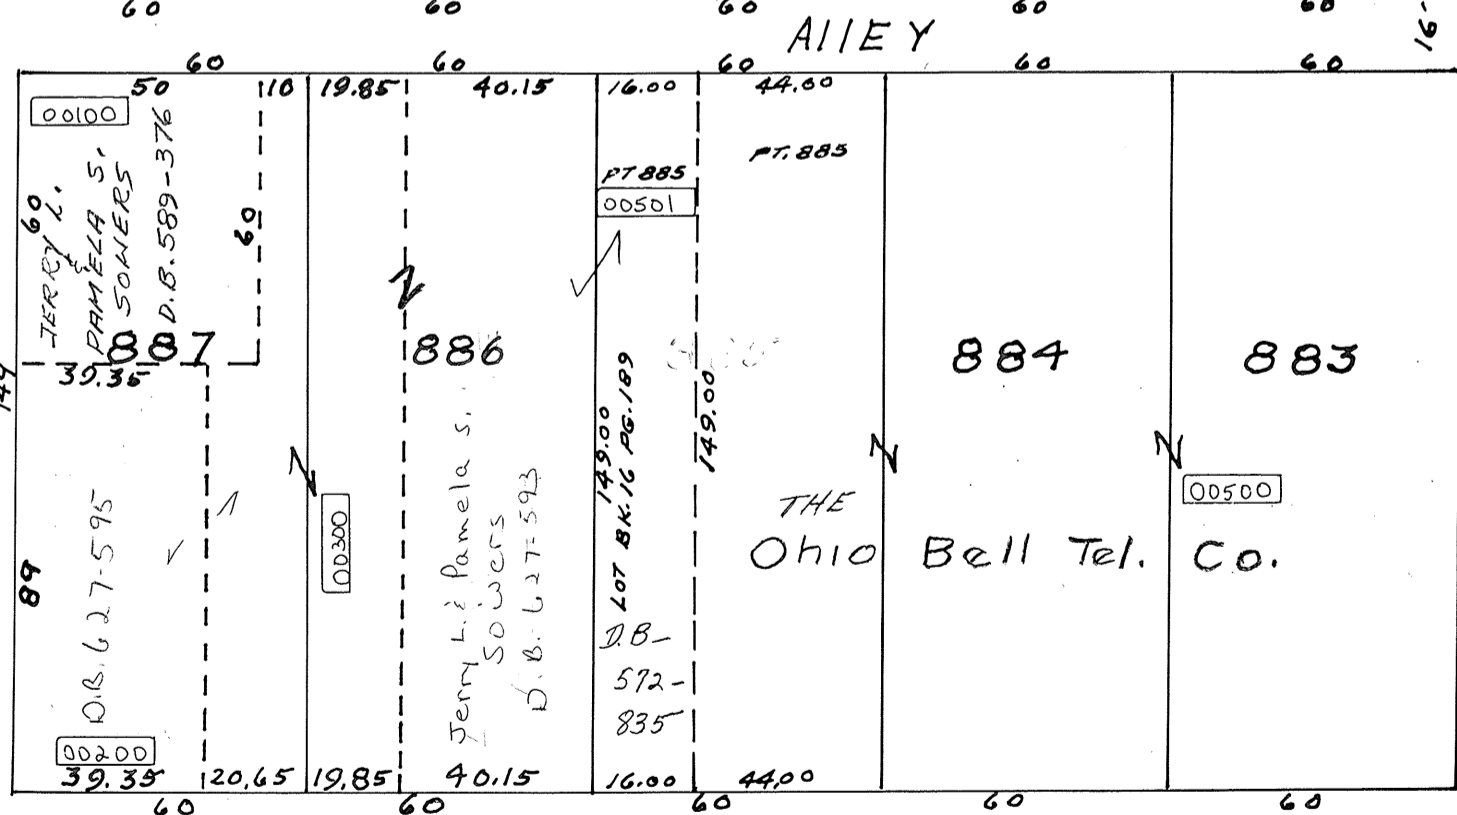 60 60 60 60 60
16-
AllEY
60 60 60 60 60
50 10 19.85 40.15 16.00 44.00
00100
JERRY L.
&
PAMELA S.
SOWERS
D.B. 589-376
60
60
PT 885
00501
PT. 885
887
886
884
883
39.35
149
149.00
LOT BK. 16 PG. 189
149.00
00300
Jerry L. & Pamela S.
Sowers
D.B. 627-593
00500
THE
Ohio Bell Tel. Co.
89
D.B. 627-595
D.B-
572-
835
00200
39.35 20.65 19.85 40.15 16.00 44.00
60 60 60 60 60